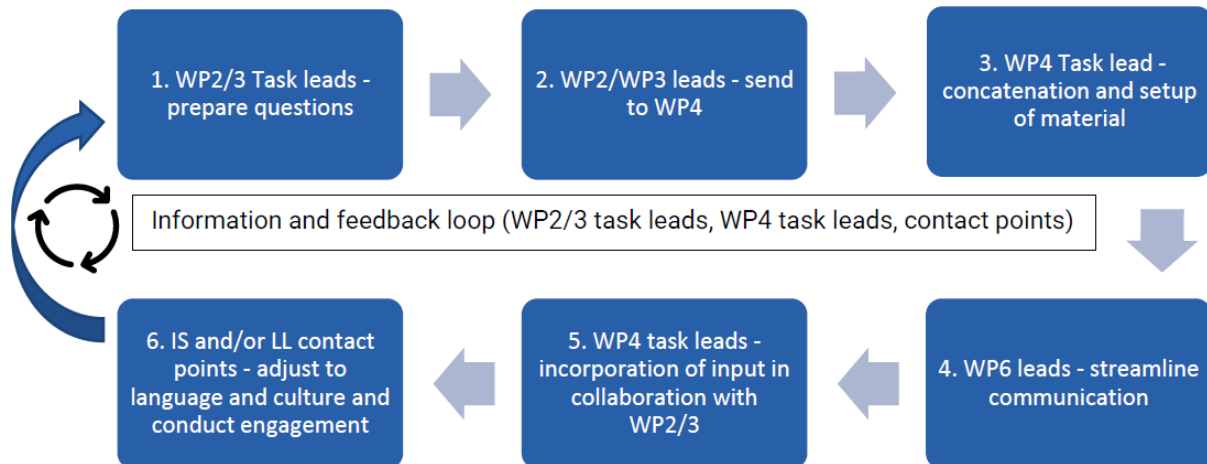 1. WP2/3 Task leads -
prepare questions
2. WP2/WP3 leads - send
to WP4
3. WP4 Task lead -
concatenation and setup
of material
Information and feedback loop (WP2/3 task leads, WP4 task leads, contact points)
4. WP6 leads - streamline
communication
5. WP4 task leads -
incorporation of input in
collaboration with
WP2/3
6. IS and/or LL contact
points - adjust to
language and culture and
conduct engagement